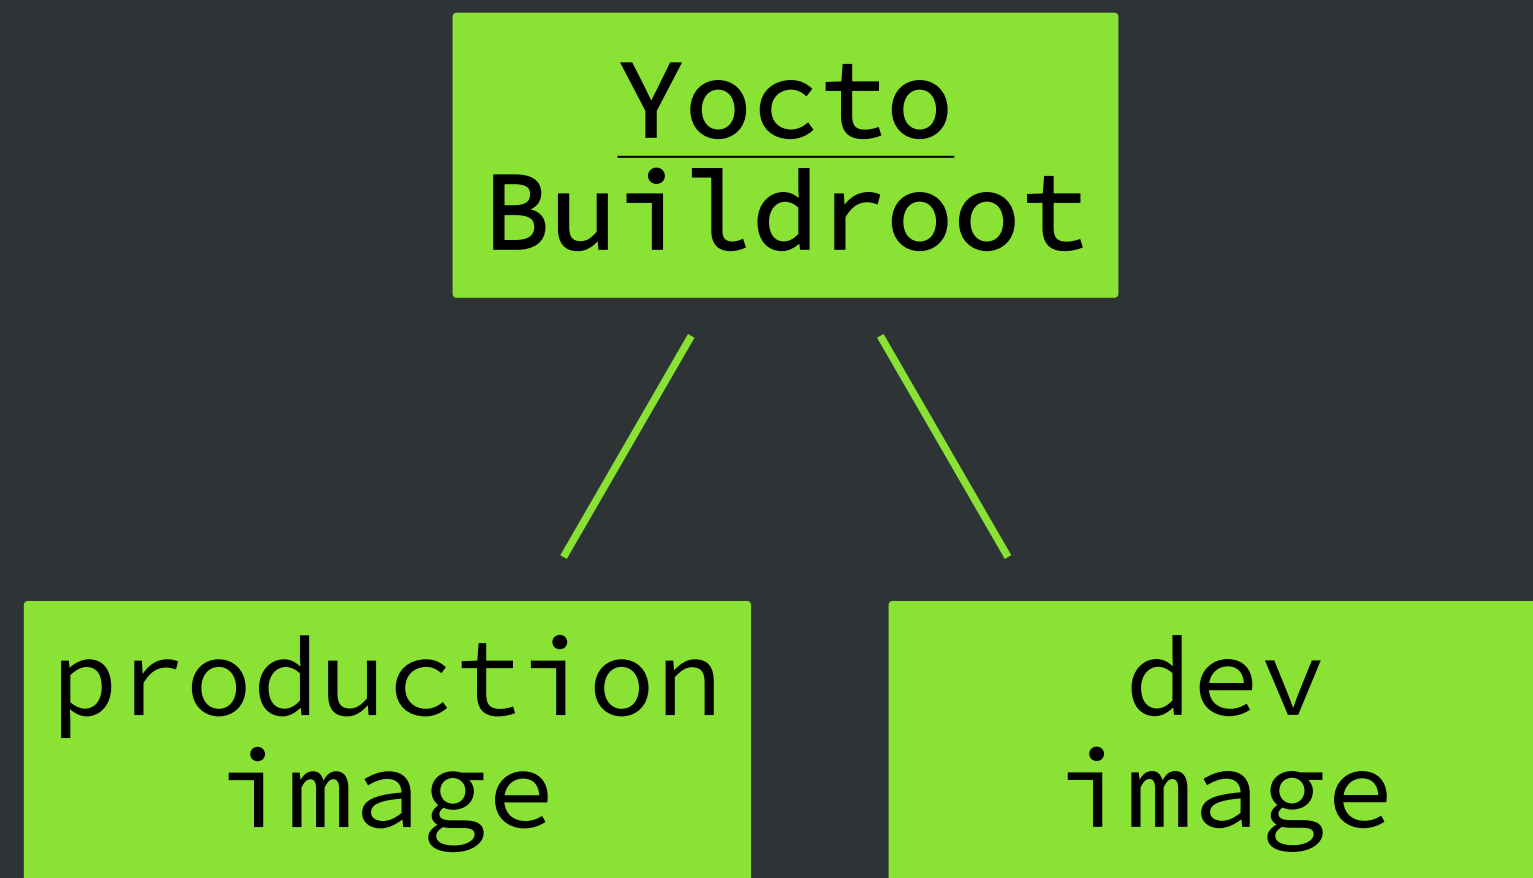 Yocto
Buildroot
production
image
dev
image